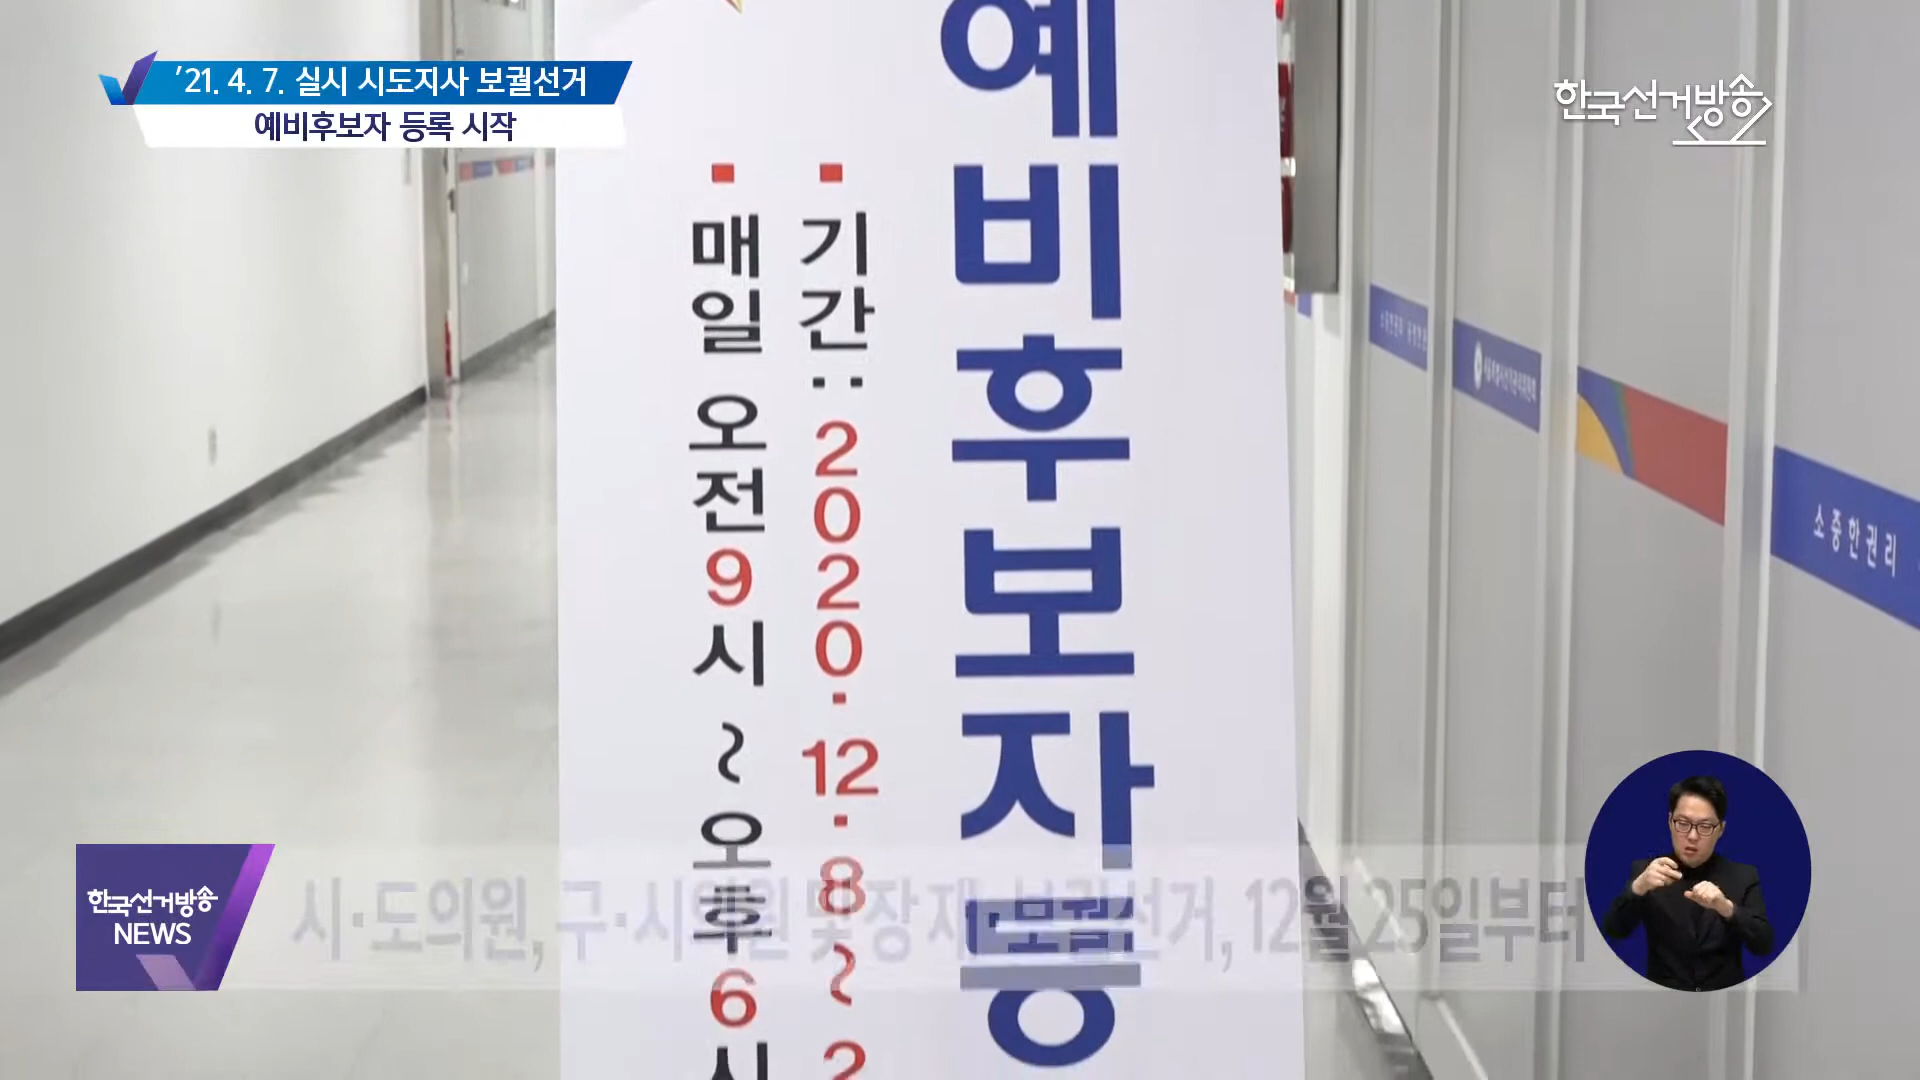 '21. 4. 7. 실시 시도지사 보궐선거
예비후보자 등록 시작
한국선거방송
예비후보자등
기간: 2020.12.8~2
매일 오전9시~오후6시
소중한권리
한국선거방송
NEWS
시·도의원, 구·시의원 및 장 재·보궐선거, 12월 25일부터